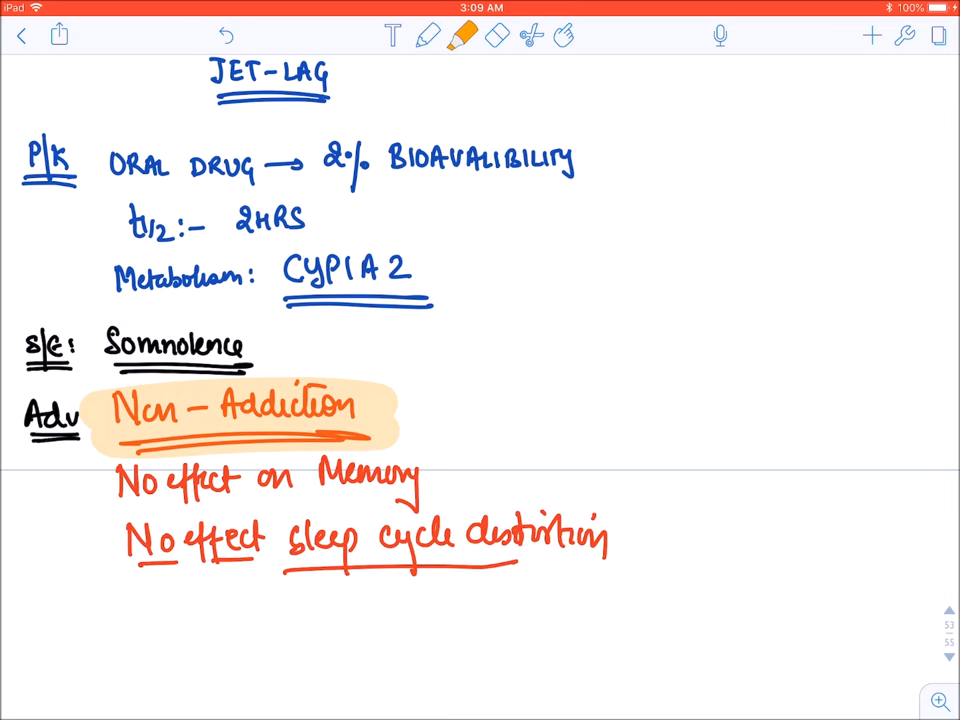 iPad 3:09 AM 100%
JET-LAG
P/K ORAL DRUG → 2% BIOAVALIBILITY
t1/2:- 2HRS
Metabolism: CYP1A2
S/E: Somnolence
Adv Non-Addiction
No effect on Memory
No effect sleep cycle distortion
53
55